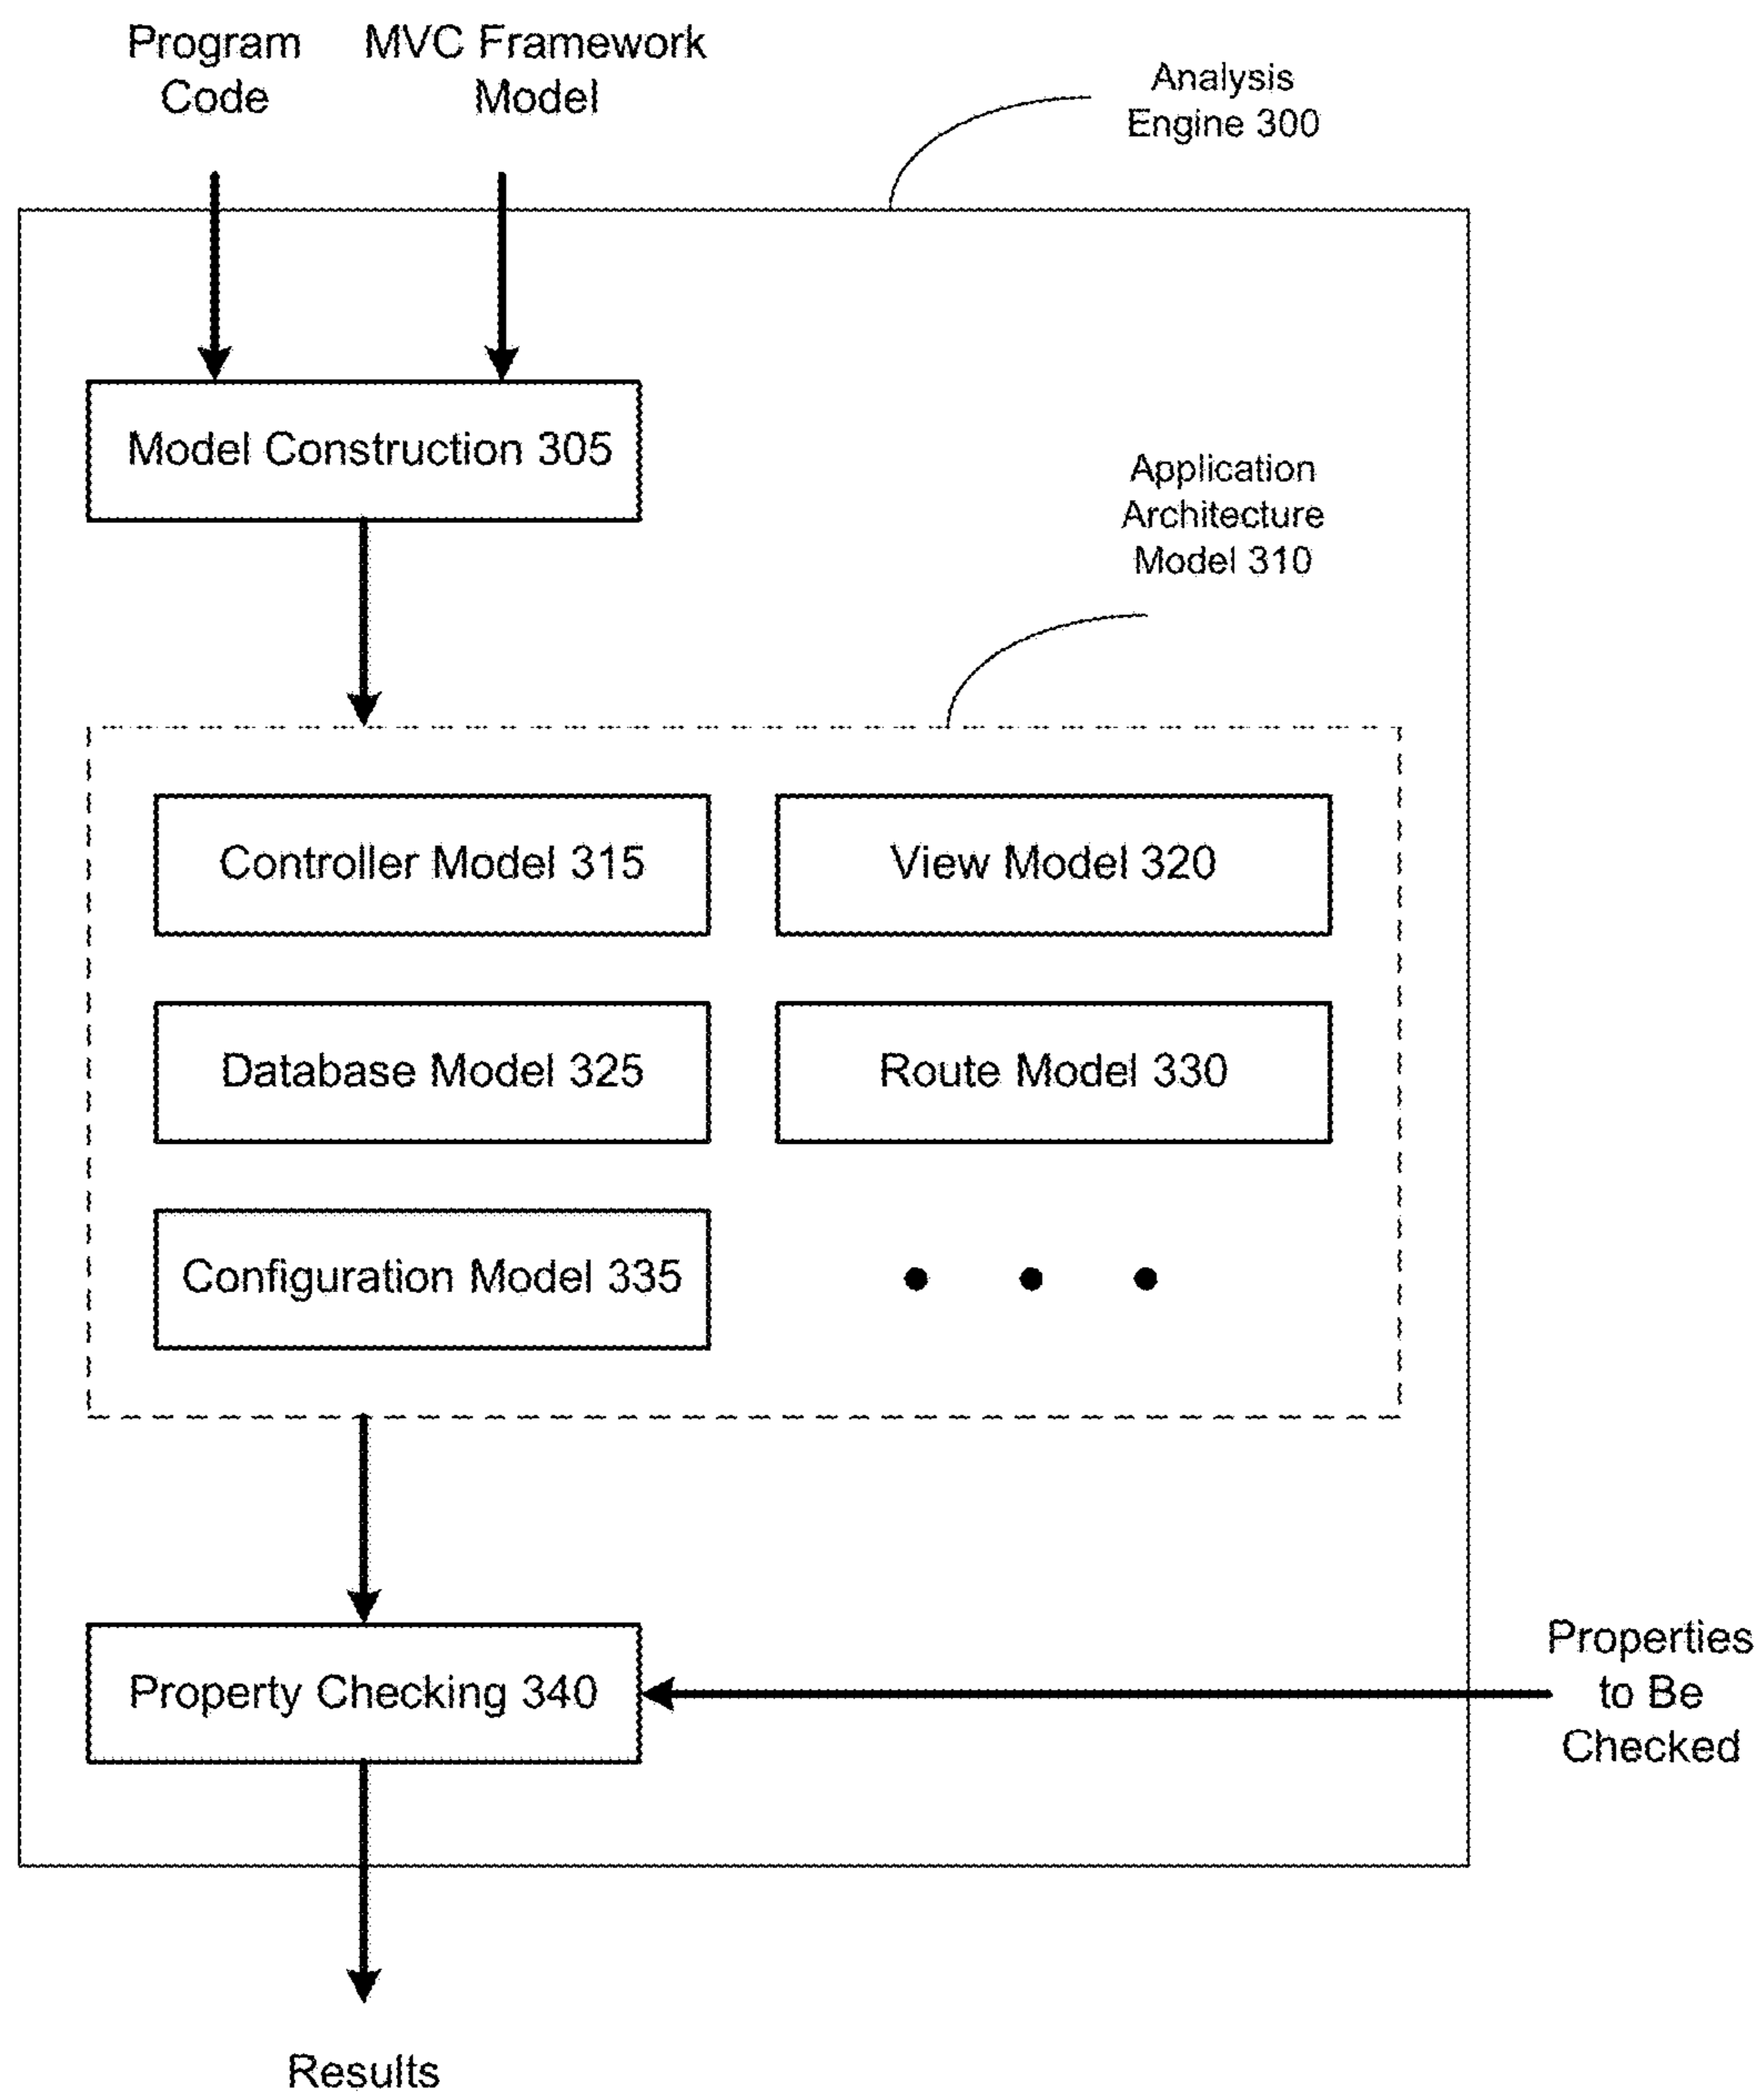 Program
Code
MVC Framework
Model
Analysis
Engine 300
Model Construction 305
Application
Architecture
Model 310
Controller Model 315
View Model 320
Database Model 325
Route Model 330
Configuration Model 335
Property Checking 340
Properties
to Be
Checked
Results